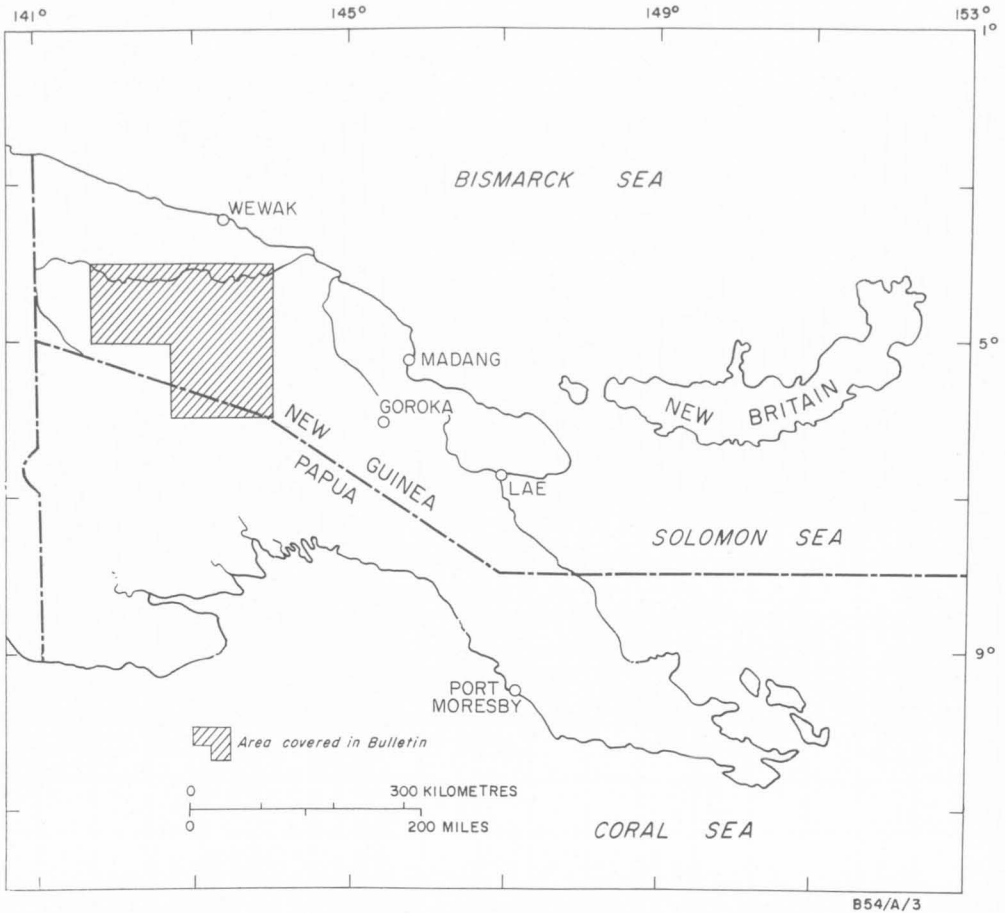 141° 145° 149° 153°
1°
BISMARCK SEA
WEWAK
5°
MADANG
GOROKA
NEW BRITAIN
NEW GUINEA
PAPUA
LAE
SOLOMON SEA
9°
PORT
MORESBY
Area covered in Bulletin
0 300 KILOMETRES
0 200 MILES
CORAL SEA
B54/A/3